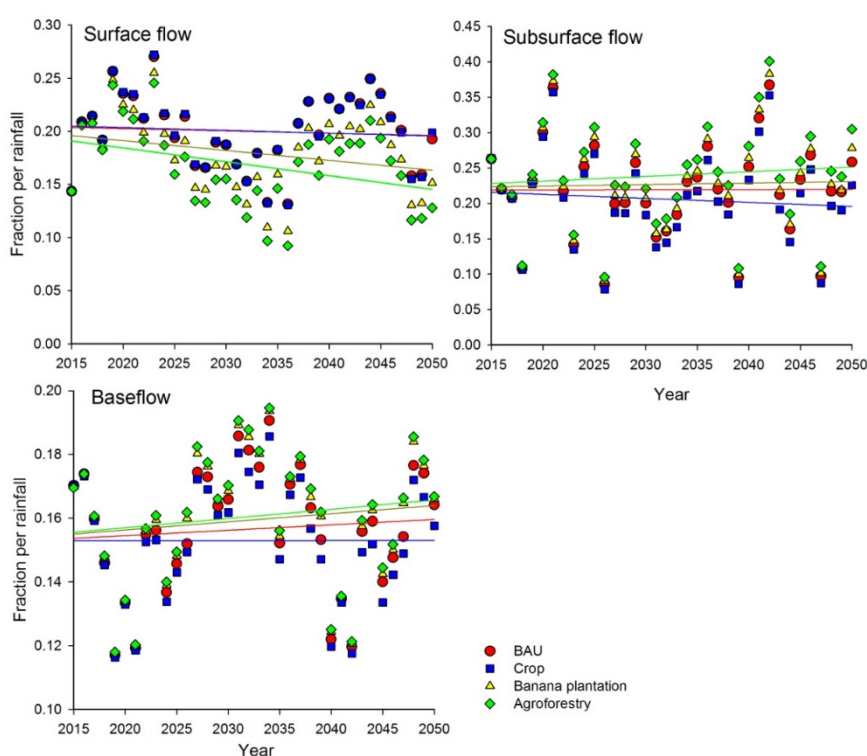 Surface flow
Fraction per rainfall
0.30
0.25
0.20
0.15
0.10
0.05
0.00
2015 2020 2025 2030 2035 2040 2045 2050
Subsurface flow
0.45
0.40
0.35
0.30
0.25
0.20
0.15
0.10
0.05
0.00
2015 2020 2025 2030 2035 2040 2045 2050
Year
Baseflow
Fraction per rainfall
0.20
0.18
0.16
0.14
0.12
0.10
2015 2020 2025 2030 2035 2040 2045 2050
Year
BAU
Crop
Banana plantation
Agroforestry